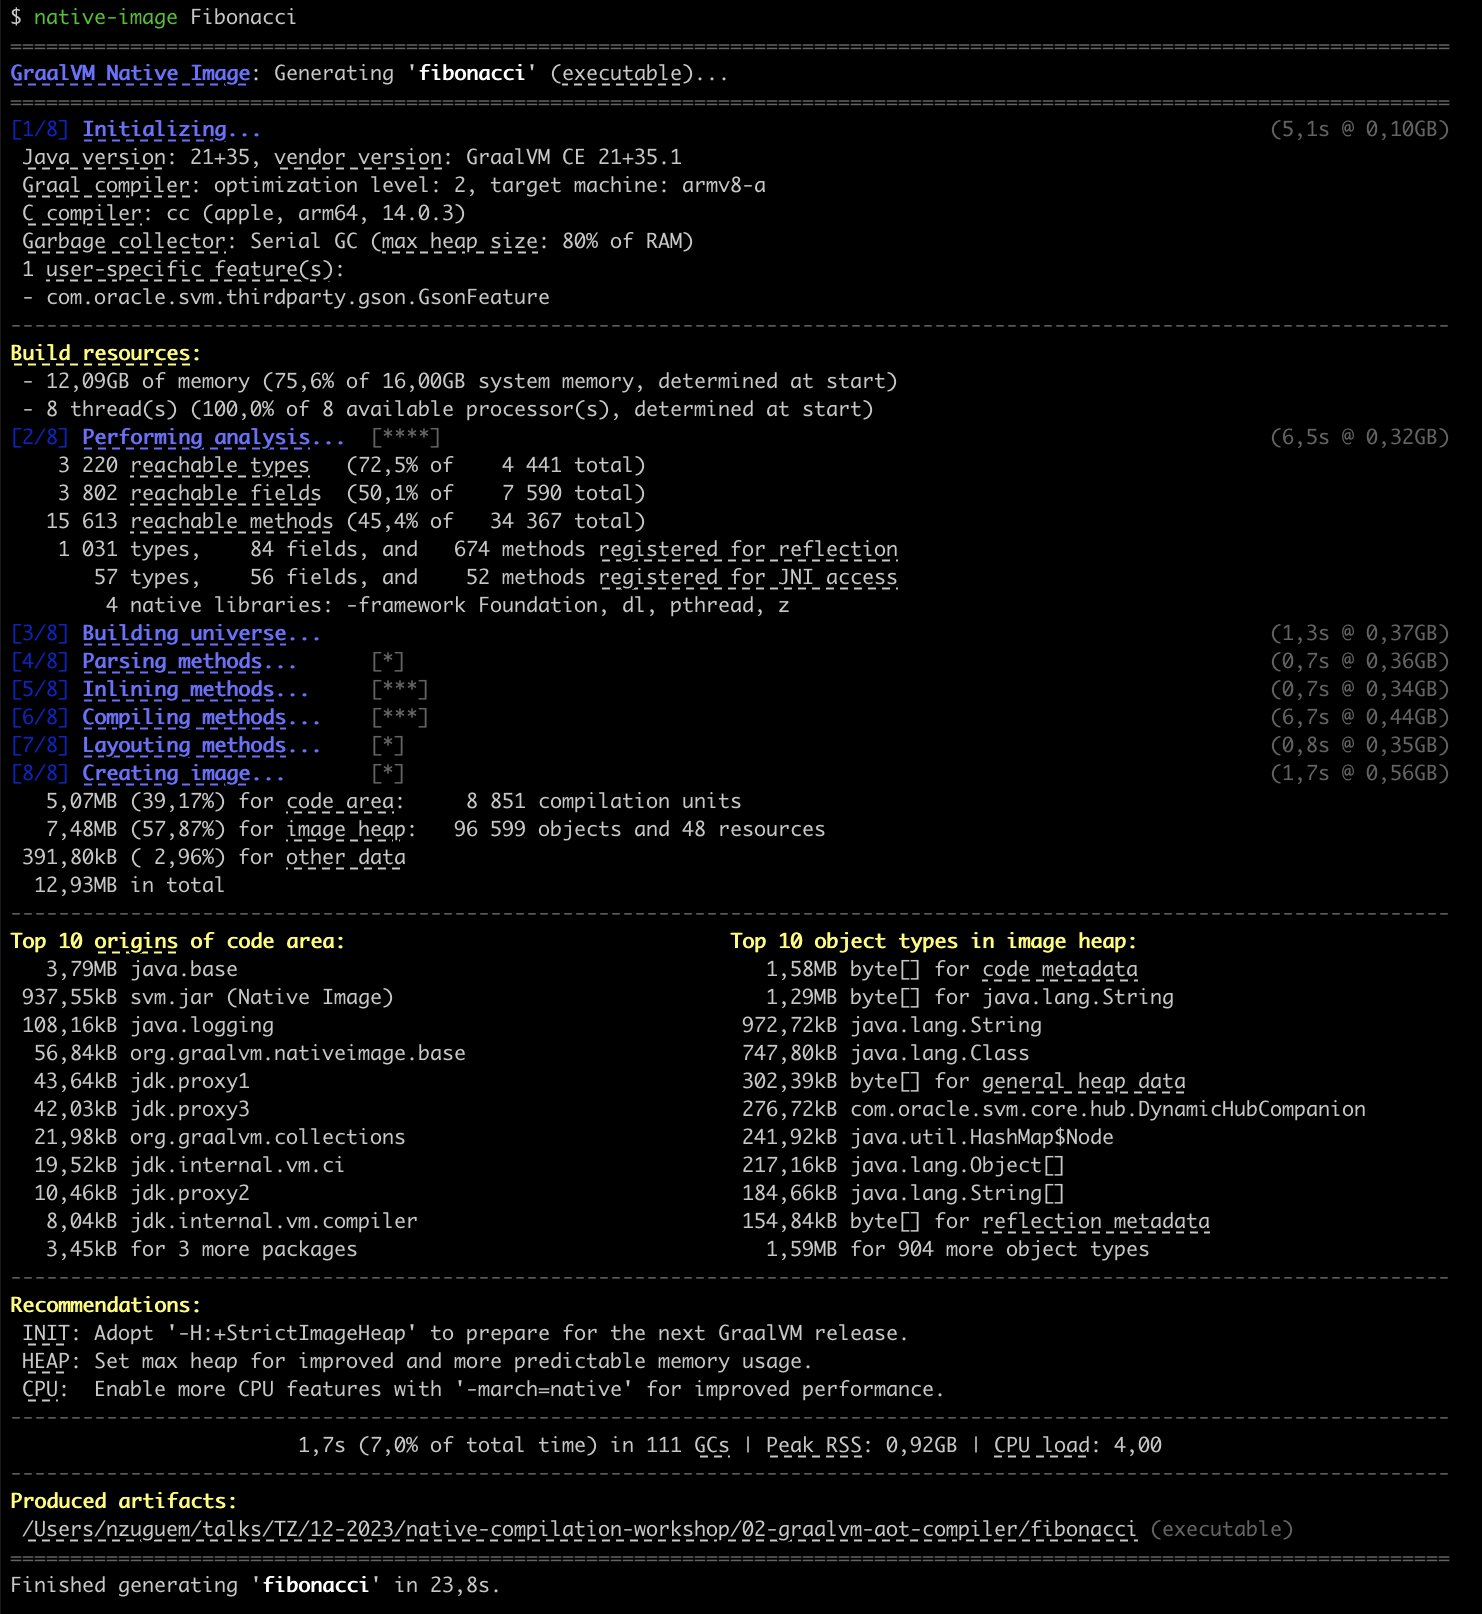 $ native-image Fibonacci
========================================================================================================================
GraalVM Native Image: Generating 'fibonacci' (executable)...
========================================================================================================================
[1/8] Initializing... (5,1s @ 0,10GB)
Java version: 21+35, vendor version: GraalVM CE 21+35.1
Graal compiler: optimization level: 2, target machine: armv8-a
C compiler: cc (apple, arm64, 14.0.3)
Garbage collector: Serial GC (max heap size: 80% of RAM)
1 user-specific feature(s):
- com.oracle.svm.thirdparty.gson.GsonFeature
------------------------------------------------------------------------------------------------------------------------
Build resources:
- 12,09GB of memory (75,6% of 16,00GB system memory, determined at start)
- 8 thread(s) (100,0% of 8 available processor(s), determined at start)
[2/8] Performing analysis... [****] (6,5s @ 0,32GB)
3 220 reachable types (72,5% of 4 441 total)
3 802 reachable fields (50,1% of 7 590 total)
15 613 reachable methods (45,4% of 34 367 total)
1 031 types, 84 fields, and 674 methods registered for reflection
57 types, 56 fields, and 52 methods registered for JNI access
4 native libraries: -framework Foundation, dl, pthread, z
[3/8] Building universe... (1,3s @ 0,37GB)
[4/8] Parsing methods... [*] (0,7s @ 0,36GB)
[5/8] Inlining methods... [***] (0,7s @ 0,34GB)
[6/8] Compiling methods... [***] (6,7s @ 0,44GB)
[7/8] Layouting methods... [*] (0,8s @ 0,35GB)
[8/8] Creating image... [*] (1,7s @ 0,56GB)
5,07MB (39,17%) for code area: 8 851 compilation units
7,48MB (57,87%) for image heap: 96 599 objects and 48 resources
391,80kB ( 2,96%) for other data
12,93MB in total
------------------------------------------------------------------------------------------------------------------------
Top 10 origins of code area: Top 10 object types in image heap:
3,79MB java.base 1,58MB byte[] for code metadata
937,55kB svm.jar (Native Image) 1,29MB byte[] for java.lang.String
108,16kB java.logging 972,72kB java.lang.String
56,84kB org.graalvm.nativeimage.base 747,80kB java.lang.Class
43,64kB jdk.proxy1 302,39kB byte[] for general heap data
42,03kB jdk.proxy3 276,72kB com.oracle.svm.core.hub.DynamicHubCompanion
21,98kB org.graalvm.collections 241,92kB java.util.HashMap$Node
19,52kB jdk.internal.vm.ci 217,16kB java.lang.Object[]
10,46kB jdk.proxy2 184,66kB java.lang.String[]
8,04kB jdk.internal.vm.compiler 154,84kB byte[] for reflection metadata
3,45kB for 3 more packages 1,59MB for 904 more object types
------------------------------------------------------------------------------------------------------------------------
Recommendations:
INIT: Adopt '-H:+StrictImageHeap' to prepare for the next GraalVM release.
HEAP: Set max heap for improved and more predictable memory usage.
CPU: Enable more CPU features with '-march=native' for improved performance.
------------------------------------------------------------------------------------------------------------------------
1,7s (7,0% of total time) in 111 GCs | Peak RSS: 0,92GB | CPU load: 4,00
------------------------------------------------------------------------------------------------------------------------
Produced artifacts:
/Users/nzuguem/talks/TZ/12-2023/native-compilation-workshop/02-graalvm-aot-compiler/fibonacci (executable)
========================================================================================================================
Finished generating 'fibonacci' in 23,8s.